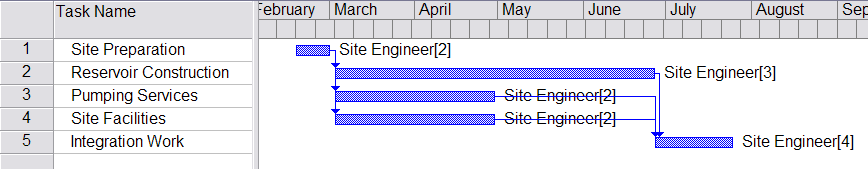 Task Name
February March April May June July August Sep
1 Site Preparation Site Engineer[2]
2 Reservoir Construction Site Engineer[3]
3 Pumping Services Site Engineer[2]
4 Site Facilities Site Engineer[2]
5 Integration Work Site Engineer[4]